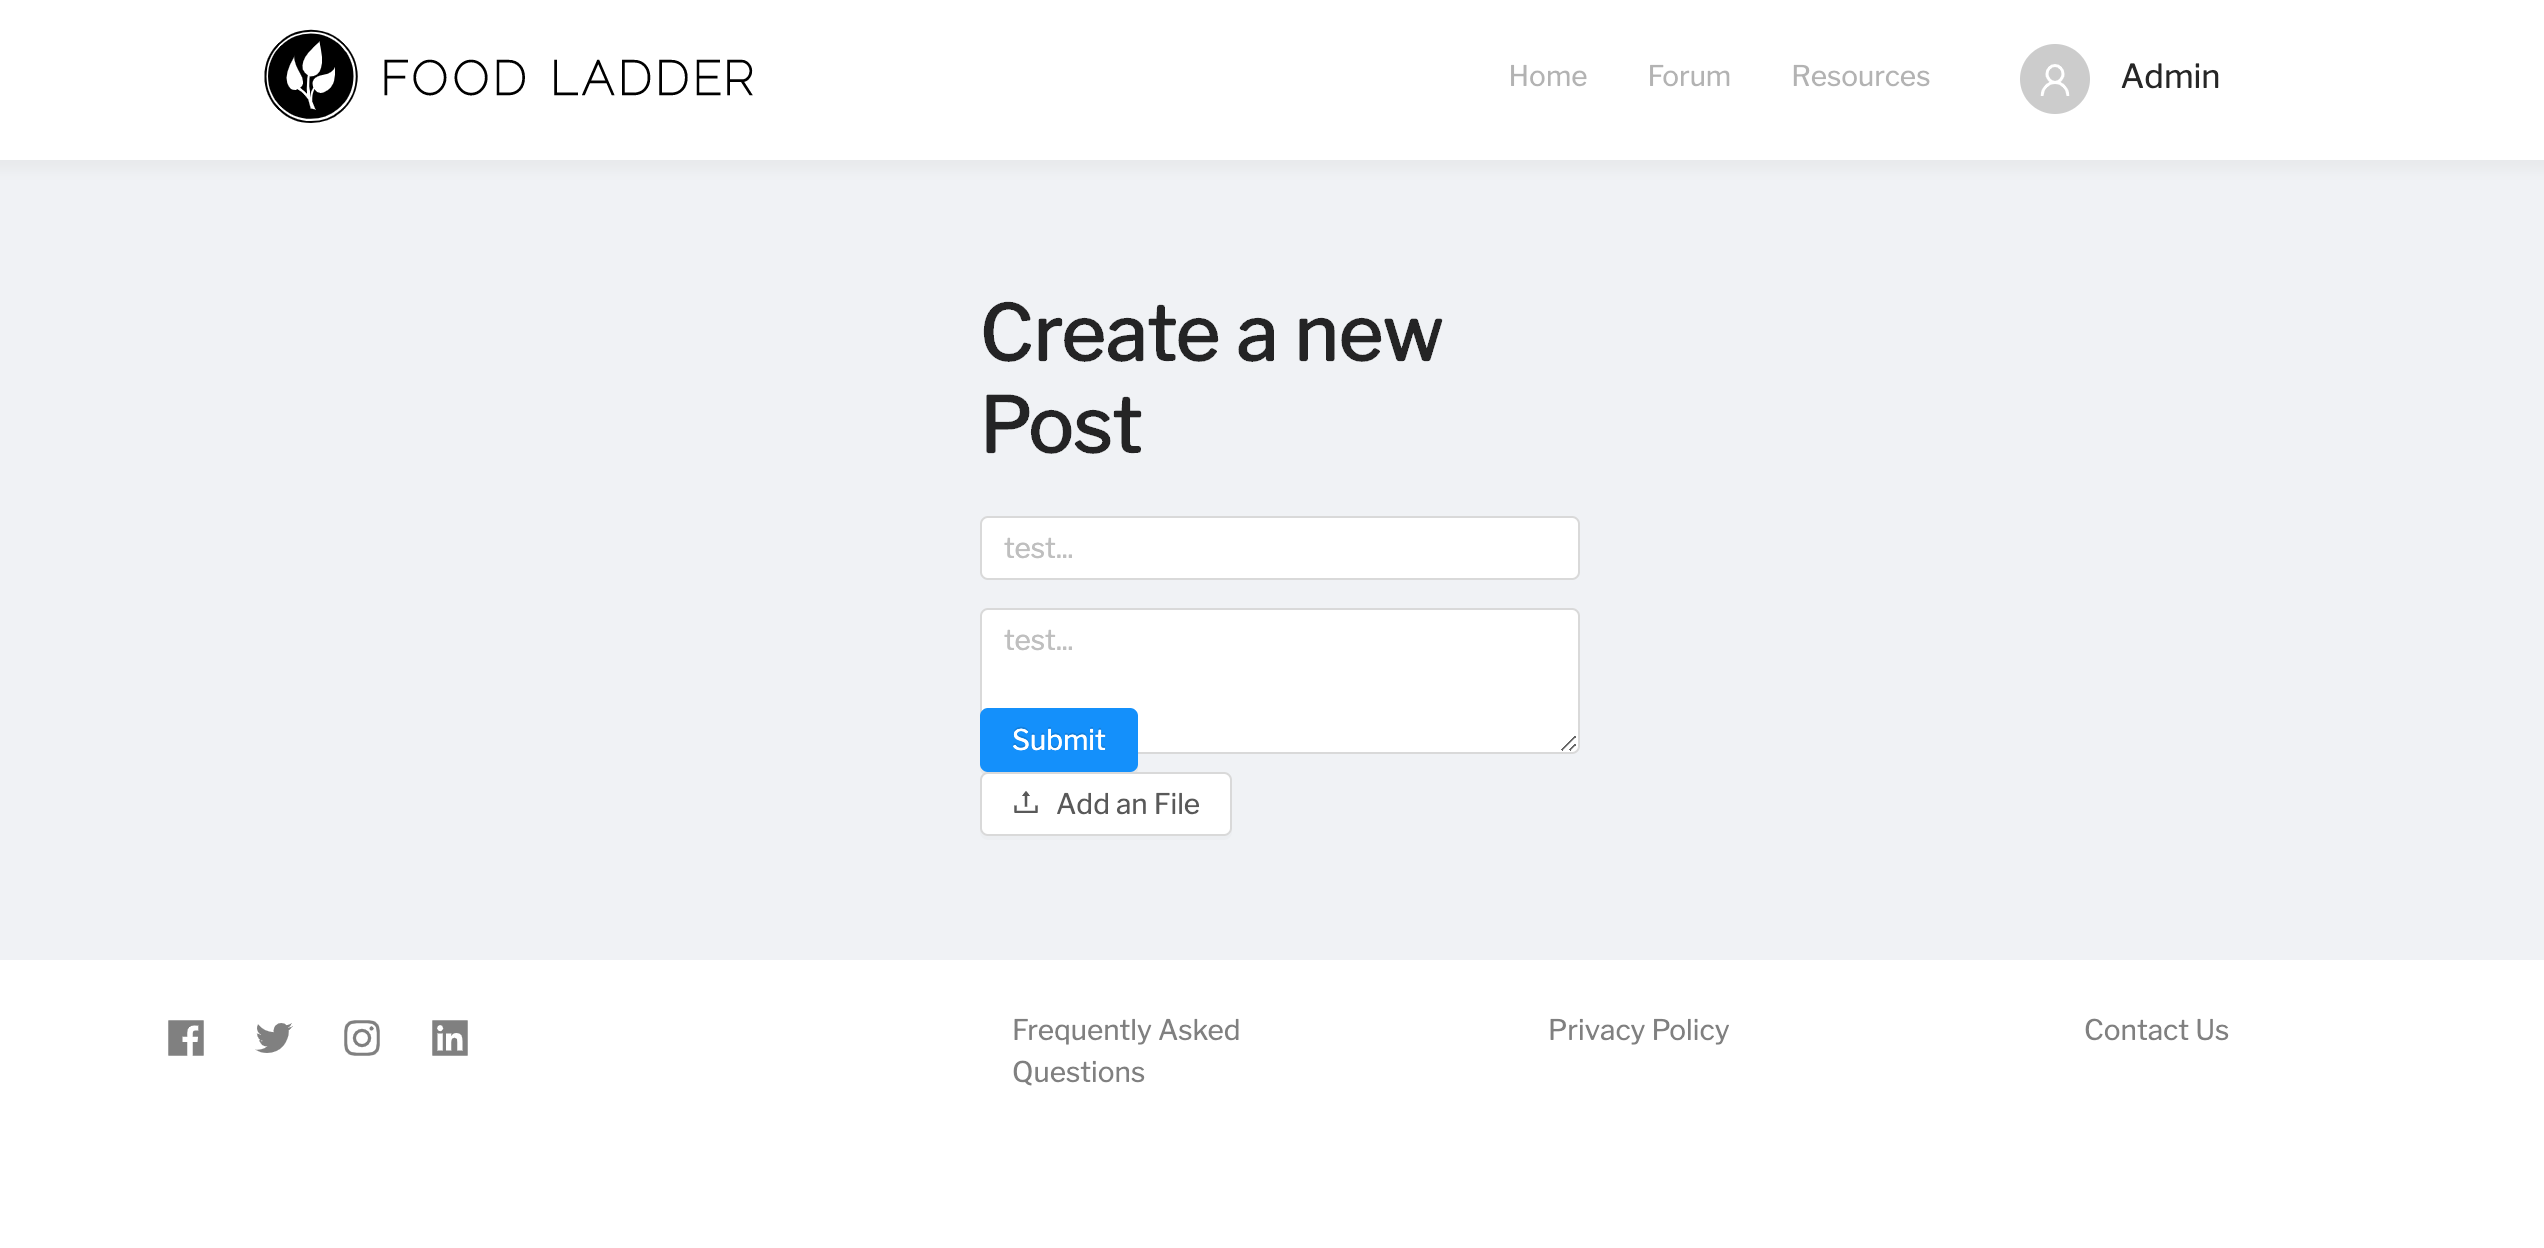 FOOD LADDER
Home
Forum
Resources
Admin
Create a new
Post
test...
test...
Submit
Add an File
Frequently Asked
Questions
Privacy Policy
Contact Us